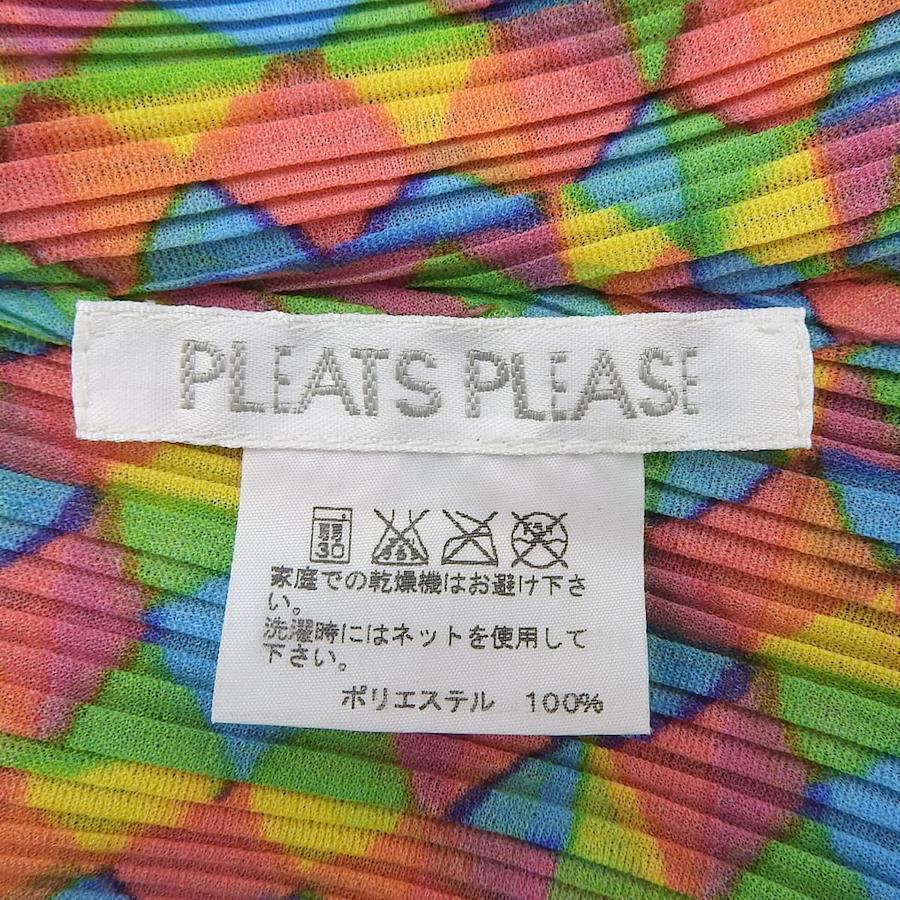 PLEATS PLEASE
弱
30
家庭での乾燥機はお避け下さ
い。
洗濯時にはネットを使用して
下さい。
ポリエステル 100%